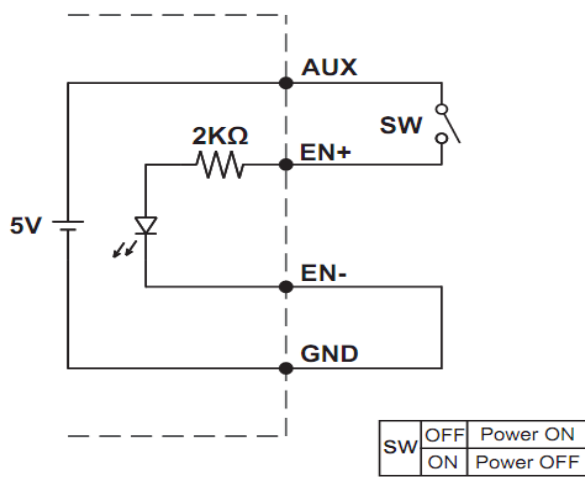 AUX
SW
2KΩ
EN+
5V
EN-
GND
SW OFF Power ON
ON Power OFF